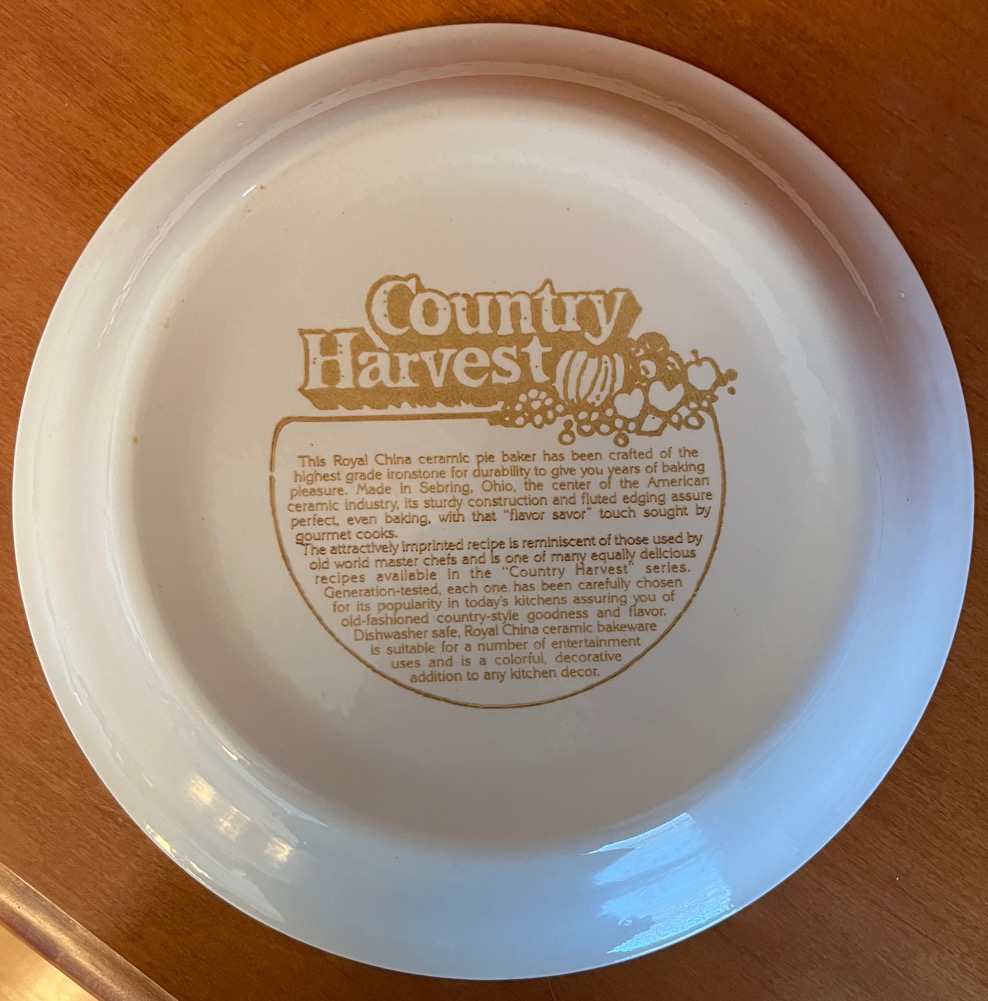 Country
Harvest
This Royal China ceramic pie baker has been crafted of the
highest grade ironstone for durability to give you years of baking
pleasure. Made in Sebring, Ohio, the center of the American
ceramic industry, its sturdy construction and fluted edging assure
perfect, even baking, with that "flavor savor" touch sought by
gourmet cooks.
The attractively imprinted recipe is reminiscent of those used by
old world master chefs and is one of many equally delicious
recipes available in the "Country Harvest" series.
Generation-tested, each one has been carefully chosen
for its popularity in today's kitchens assuring you of
old-fashioned country-style goodness and flavor.
Dishwasher safe, Royal China ceramic bakeware
is suitable for a number of entertainment
uses and is a colorful, decorative
addition to any kitchen decor.